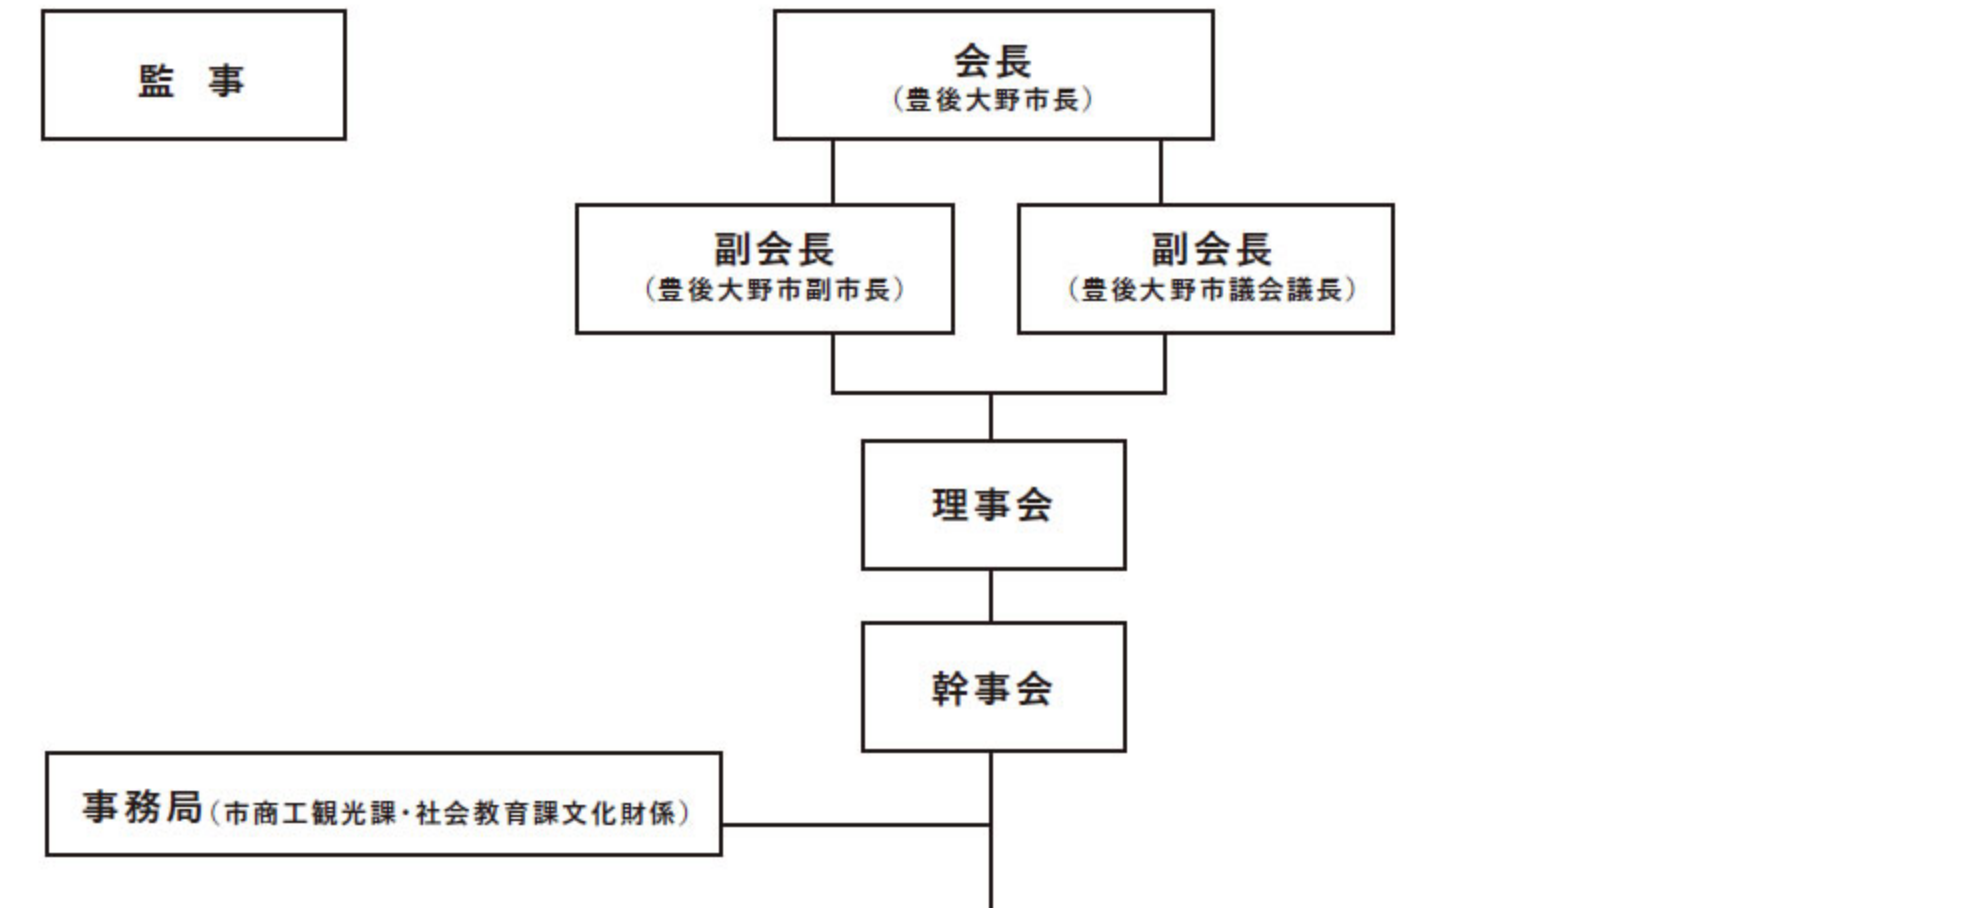 監 事
会長
（豊後大野市長）
副会長
（豊後大野市副市長）
副会長
（豊後大野市議会議長）
理事会
幹事会
事務局（市商工観光課・社会教育課文化財係）